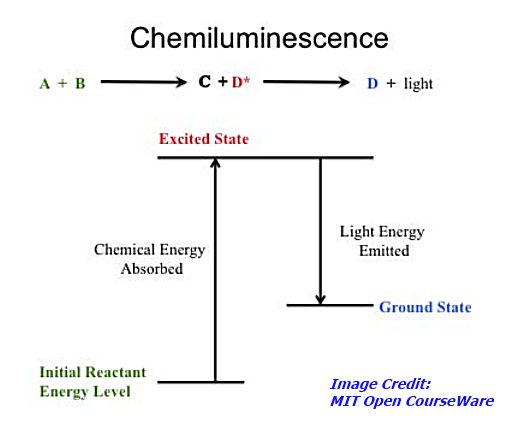 Chemiluminescence
A + B → C + D* → D + light
Excited State
Chemical Energy
Absorbed
Light Energy
Emitted
Ground State
Initial Reactant
Energy Level
Image Credit:
MIT Open CourseWare